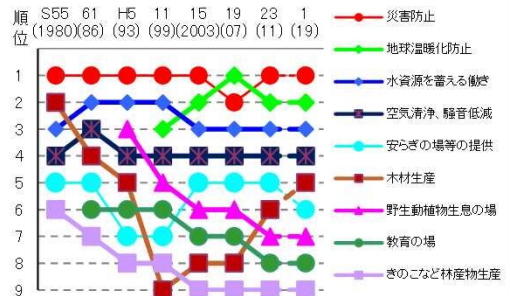 順位
S55 61 H5 11 15 19 23 1
(1980) (86) (93) (99) (2003) (07) (11) (19)
1
2
3
4
5
6
7
8
9
災害防止
地球温暖化防止
水資源を蓄える働き
空気清浄、騒音低減
安らぎの場等の提供
木材生産
野生動植物生息の場
教育の場
きのこなど林産物生産